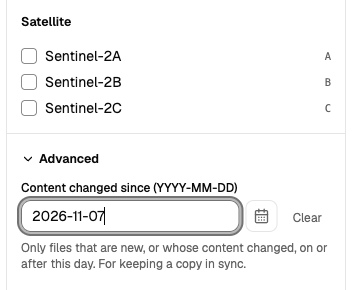 Satellite
Sentinel-2A A
Sentinel-2B B
Sentinel-2C C
Advanced
Content changed since (YYYY-MM-DD)
2026-11-07 Clear
Only files that are new, or whose content changed, on or
after this day. For keeping a copy in sync.